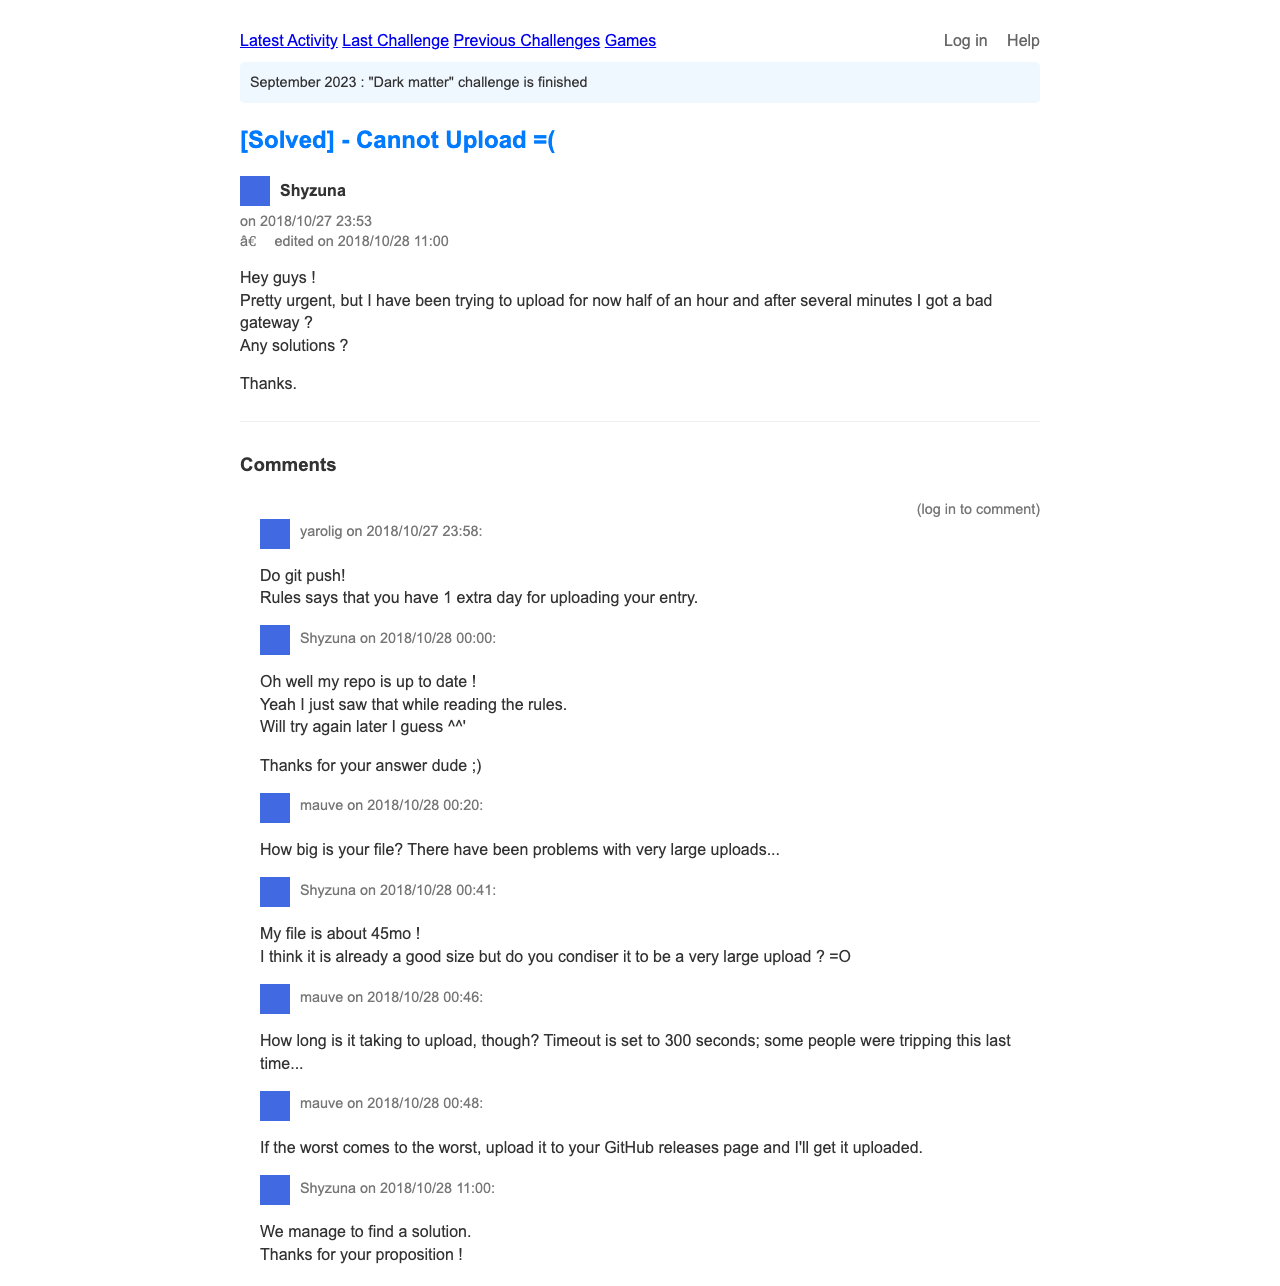 Latest Activity Last Challenge Previous Challenges Games Log in Help
September 2023 : "Dark matter" challenge is finished
[Solved] - Cannot Upload =(
Shyzuna
on 2018/10/27 23:53
â€ edited on 2018/10/28 11:00
Hey guys !
Pretty urgent, but I have been trying to upload for now half of an hour and after several minutes I got a bad
gateway ?
Any solutions ?
Thanks.
Comments
(log in to comment)
yarolig on 2018/10/27 23:58:
Do git push!
Rules says that you have 1 extra day for uploading your entry.
Shyzuna on 2018/10/28 00:00:
Oh well my repo is up to date !
Yeah I just saw that while reading the rules.
Will try again later I guess ^^'
Thanks for your answer dude ;)
mauve on 2018/10/28 00:20:
How big is your file? There have been problems with very large uploads...
Shyzuna on 2018/10/28 00:41:
My file is about 45mo !
I think it is already a good size but do you condiser it to be a very large upload ? =O
mauve on 2018/10/28 00:46:
How long is it taking to upload, though? Timeout is set to 300 seconds; some people were tripping this last
time...
mauve on 2018/10/28 00:48:
If the worst comes to the worst, upload it to your GitHub releases page and I'll get it uploaded.
Shyzuna on 2018/10/28 11:00:
We manage to find a solution.
Thanks for your proposition !